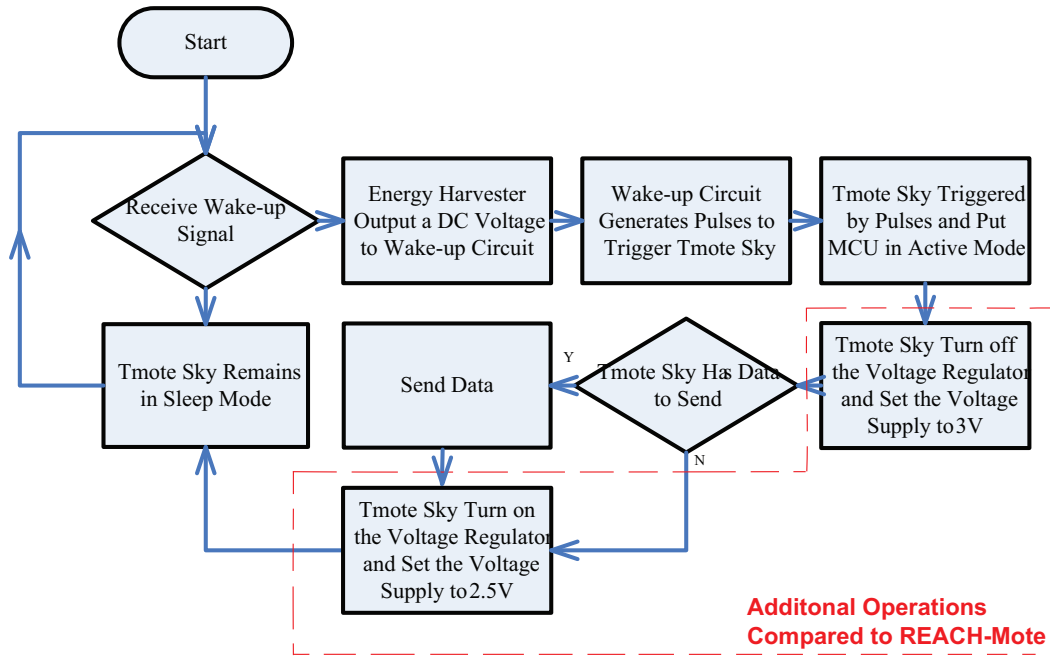 Start
Receive Wake-up
Signal
Energy Harvester
Output a DC Voltage
to Wake-up Circuit
Wake-up Circuit
Generates Pulses to
Trigger Tmote Sky
Tmote Sky Triggered
by Pulses and Put
MCU in Active Mode
Tmote Sky Turn off
the Voltage Regulator
and Set the Voltage
Supply to 3V
Tmote Sky Has Data
to Send
Y
N
Send Data
Tmote Sky Remains
in Sleep Mode
Tmote Sky Turn on
the Voltage Regulator
and Set the Voltage
Supply to 2.5V
Additonal Operations
Compared to REACH-Mote